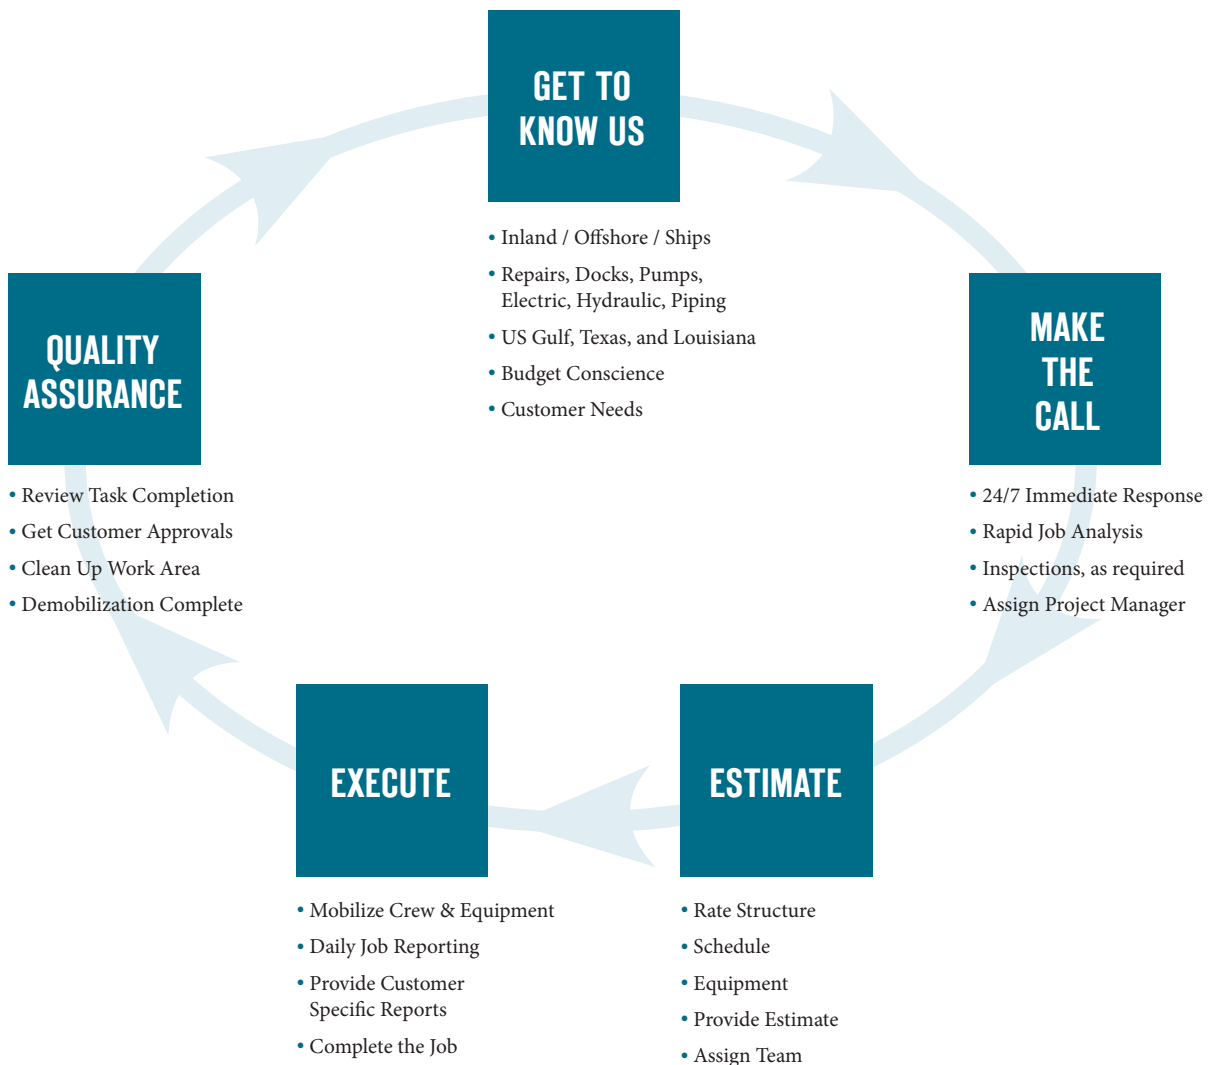 GET TO
KNOW US
• Inland / Offshore / Ships
• Repairs, Docks, Pumps,
Electric, Hydraulic, Piping
• US Gulf, Texas, and Louisiana
• Budget Conscience
• Customer Needs
MAKE
THE
CALL
• 24/7 Immediate Response
• Rapid Job Analysis
• Inspections, as required
• Assign Project Manager
ESTIMATE
• Rate Structure
• Schedule
• Equipment
• Provide Estimate
• Assign Team
EXECUTE
• Mobilize Crew & Equipment
• Daily Job Reporting
• Provide Customer
Specific Reports
• Complete the Job
QUALITY
ASSURANCE
• Review Task Completion
• Get Customer Approvals
• Clean Up Work Area
• Demobilization Complete